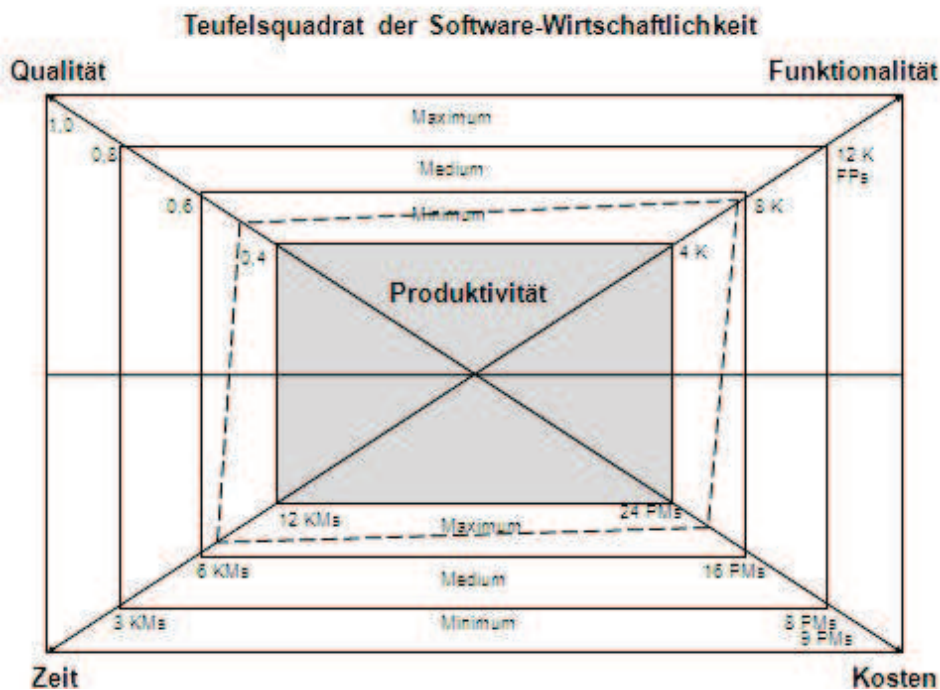 Teufelsquadrat der Software-Wirtschaftlichkeit
Qualität
Funktionalität
Maximum
1,0
0,8
12 K
FPs
Medium
0,6
8 K
Minimum
0,4
4 K
Produktivität
12 KMs
24 PMs
Maximum
6 KMs
16 PMs
Medium
3 KMs
Minimum
8 PMs
9 PMs
Zeit
Kosten